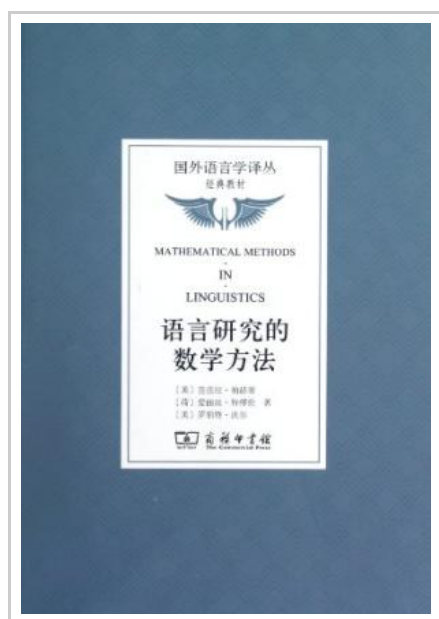 国外语言学译丛
经典教材
MATHEMATICAL METHODS
IN
LINGUISTICS
语言研究的
数学方法
商务印书馆
The Commercial Press